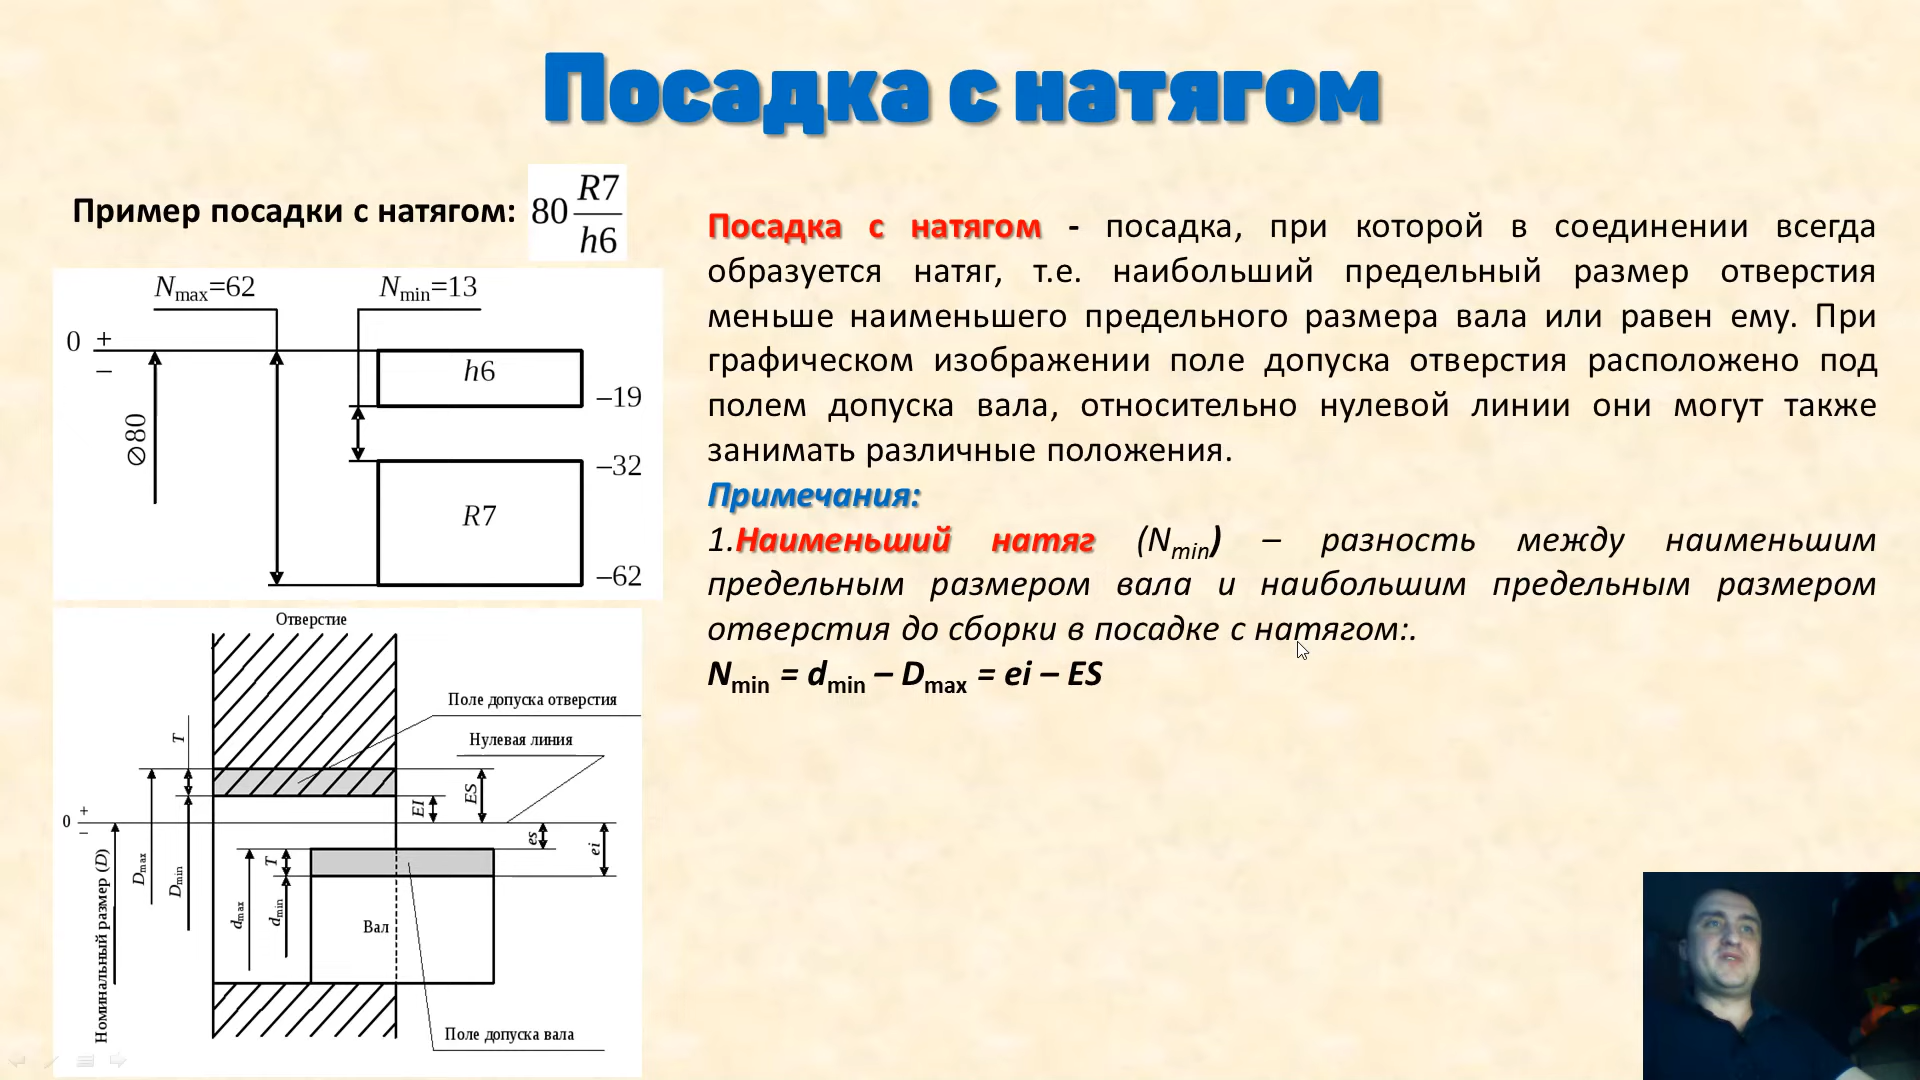 Посадка с натягом
Пример посадки с натягом: 80 R7/h6
Nmax=62
Nmin=13
0 + –
∅80
h6
–19
–32
R7
–62
Отверстие
Поле допуска отверстия
Нулевая линия
T
EI
ES
es
ei
0 + –
Номинальный размер (D)
Dmax
Dmin
dmax
T
dmin
Вал
Поле допуска вала
Посадка с натягом - посадка, при которой в соединении всегда
образуется натяг, т.е. наибольший предельный размер отверстия
меньше наименьшего предельного размера вала или равен ему. При
графическом изображении поле допуска отверстия расположено под
полем допуска вала, относительно нулевой линии они могут также
занимать различные положения.
Примечания:
1.Наименьший натяг (Nmin) – разность между наименьшим
предельным размером вала и наибольшим предельным размером
отверстия до сборки в посадке с натягом:.
Nmin = dmin – Dmax = ei – ES